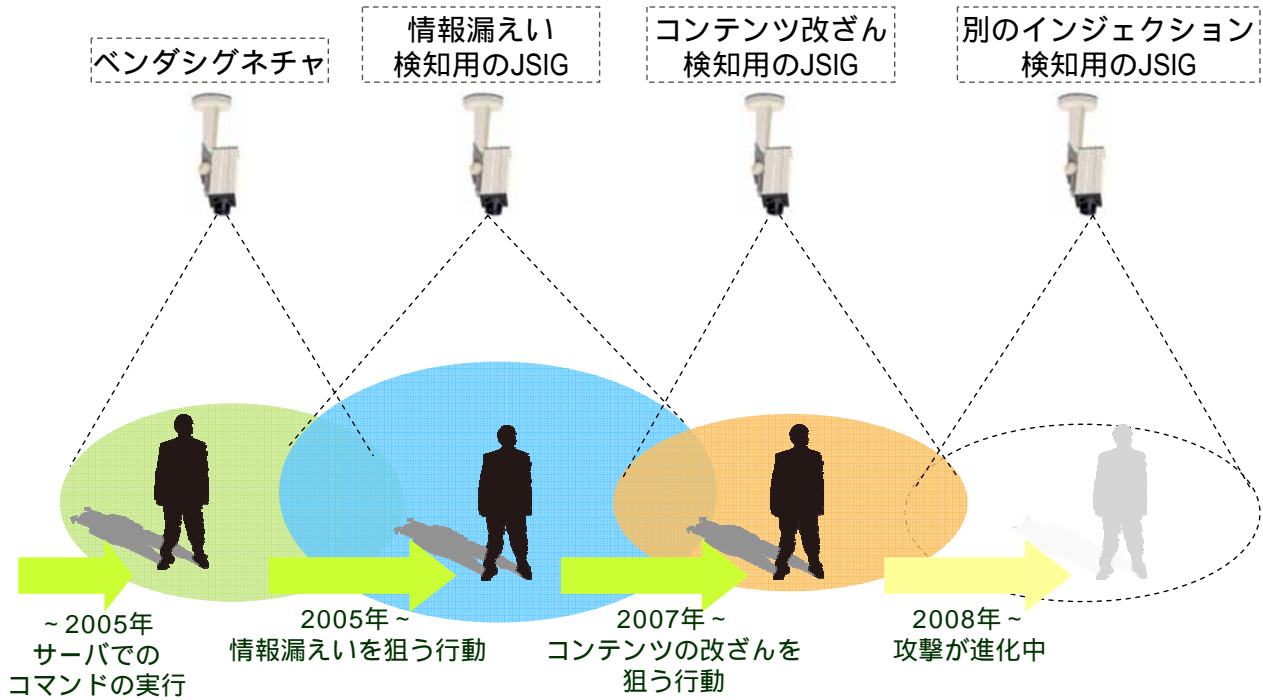 ベンダシグネチャ
情報漏えい
検知用のJSIG
コンテンツ改ざん
検知用のJSIG
別のインジェクション
検知用のJSIG
~ 2005年
サーバでの
コマンドの実行
2005年 ~
情報漏えいを狙う行動
2007年 ~
コンテンツの改ざんを
狙う行動
2008年 ~
攻撃が進化中